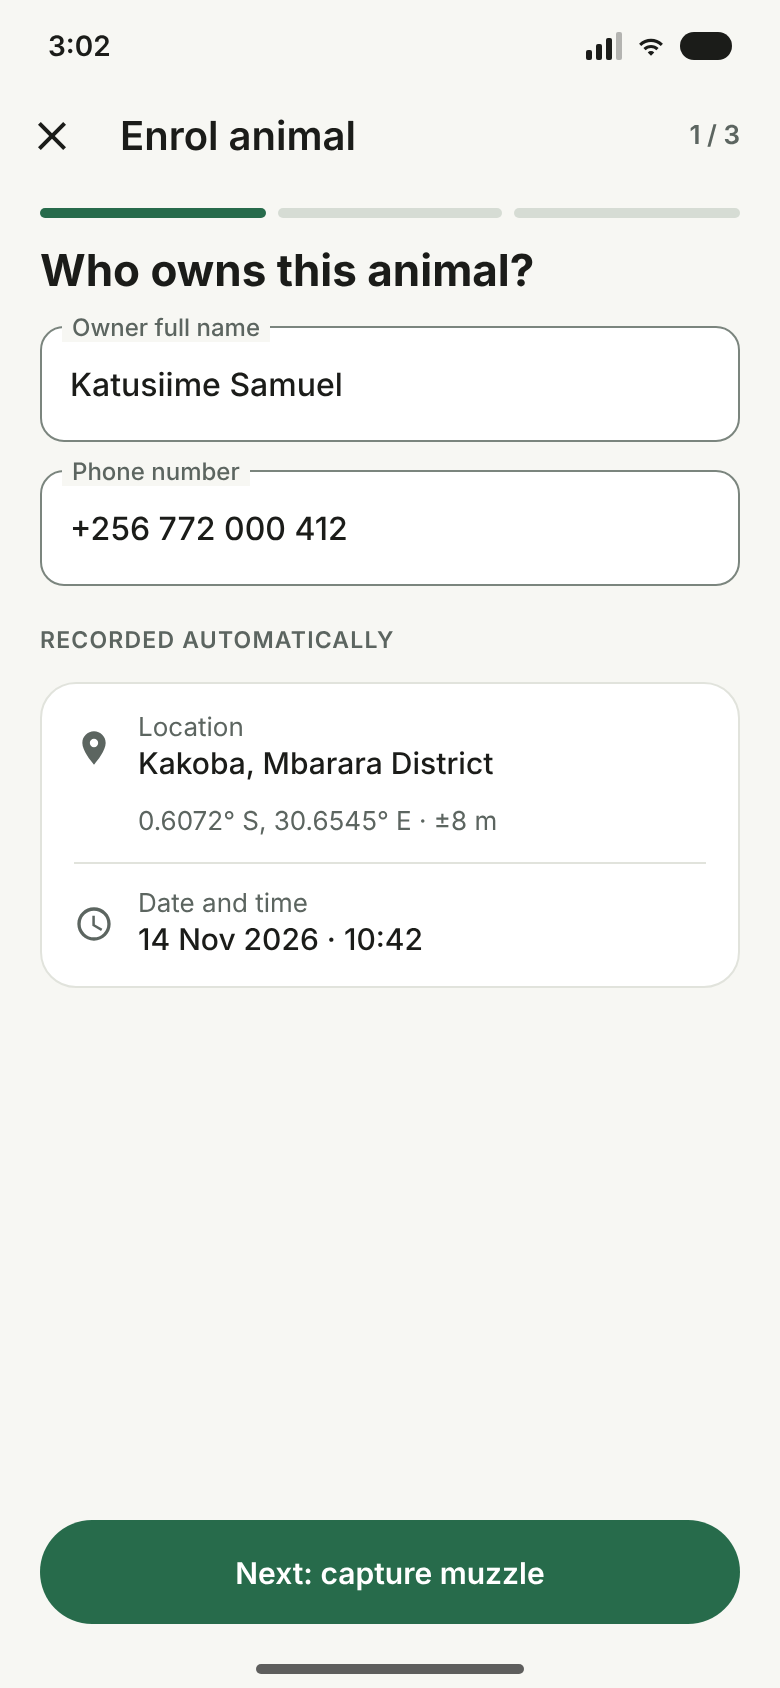 3:02
Enrol animal
1 / 3
Who owns this animal?
Owner full name
Katusiime Samuel
Phone number
+256 772 000 412
RECORDED AUTOMATICALLY
Location
Kakoba, Mbarara District
0.6072° S, 30.6545° E · ±8 m
Date and time
14 Nov 2026 · 10:42
Next: capture muzzle